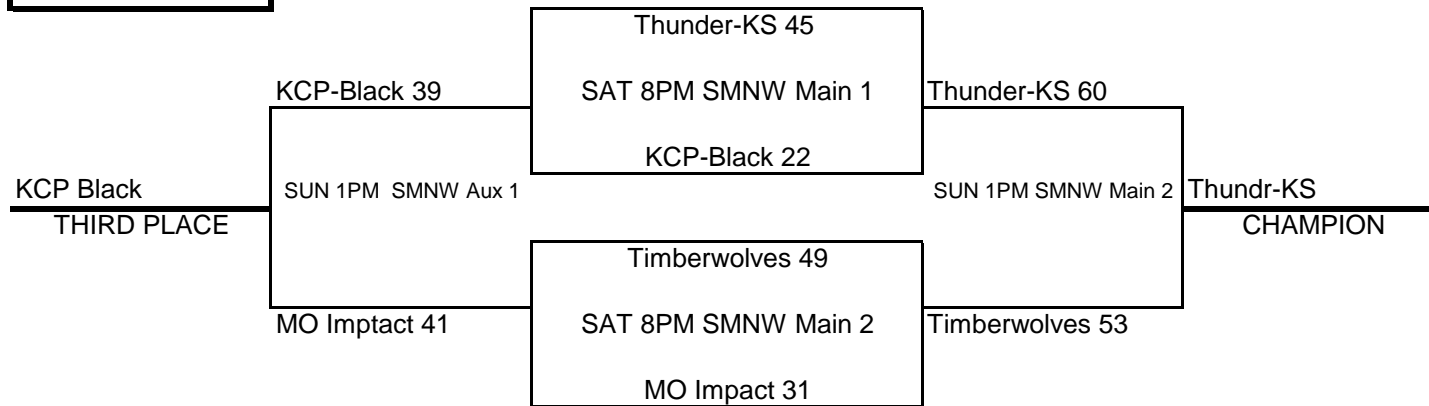 Thunder-KS 45
KCP-Black 39 SAT 8PM SMNW Main 1 Thunder-KS 60
KCP-Black 22
KCP Black SUN 1PM SMNW Aux 1 SUN 1PM SMNW Main 2 Thundr-KS
THIRD PLACE CHAMPION
Timberwolves 49
MO Imptact 41 SAT 8PM SMNW Main 2 Timberwolves 53
MO Impact 31